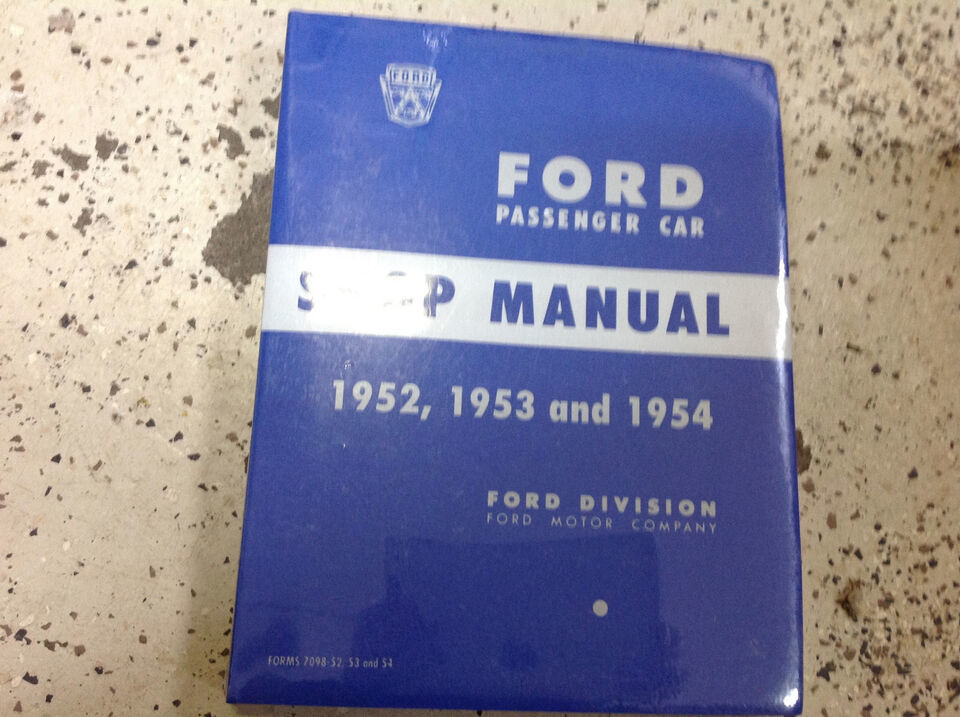 FORD
FORD
PASSENGER CAR
SHOP MANUAL
1952, 1953 and 1954
FORD DIVISION
FORD MOTOR COMPANY
FORMS 7098-52, 53 and 54